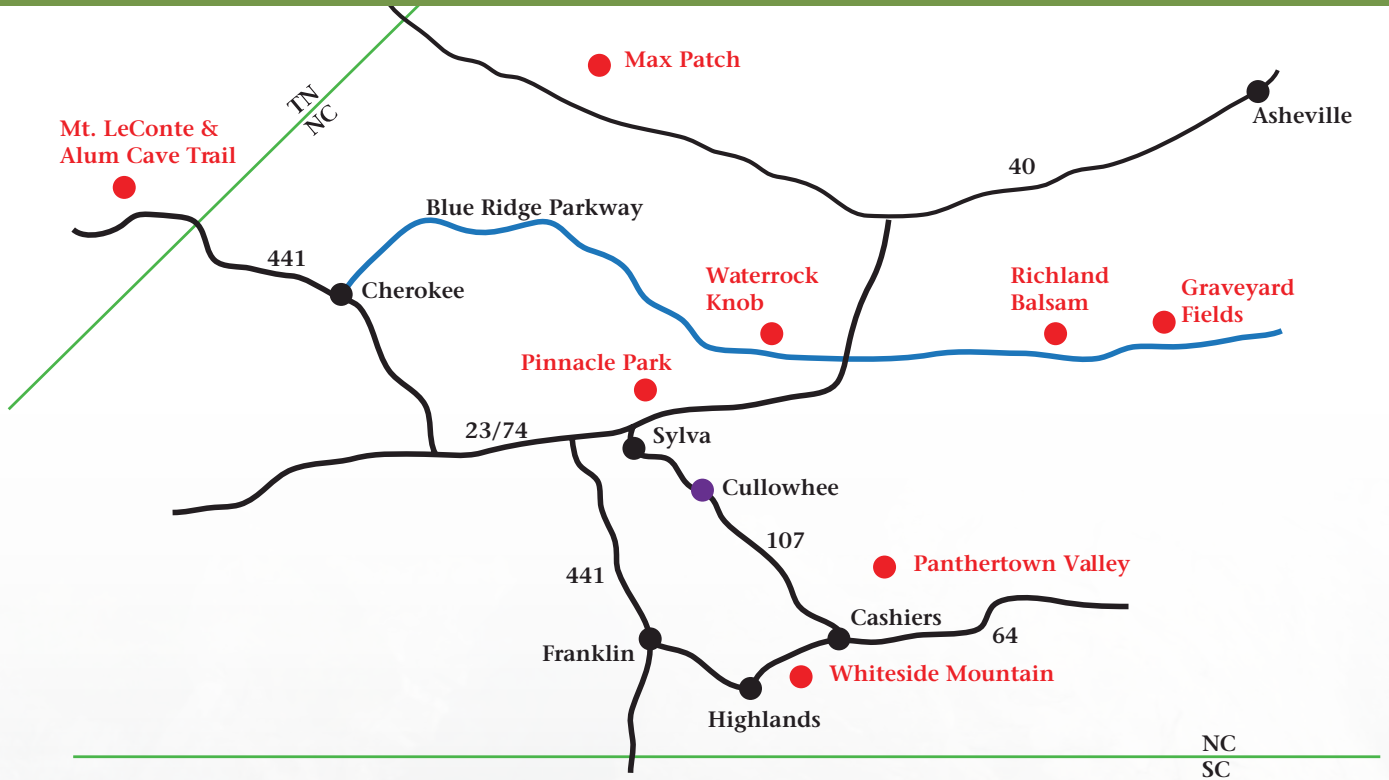 Max Patch
TN
NC
Asheville
Mt. LeConte &
Alum Cave Trail
40
Blue Ridge Parkway
441
Cherokee
Waterrock
Knob
Richland
Balsam
Graveyard
Fields
Pinnacle Park
23/74
Sylva
Cullowhee
107
441
Panthertown Valley
Cashiers
64
Franklin
Whiteside Mountain
Highlands
NC
SC